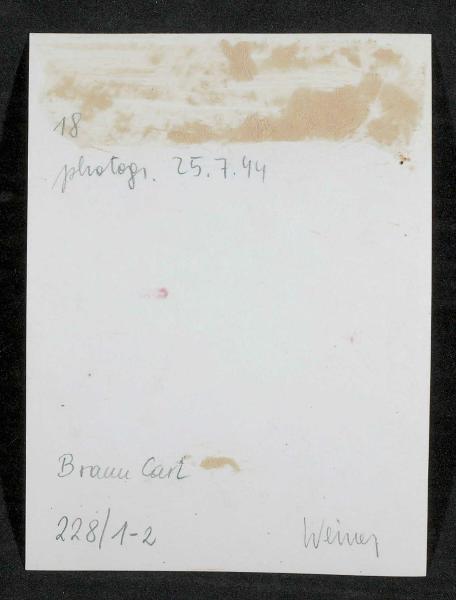 18
photogr. 25.7.44
Braun Carl
228/1-2
Weiner